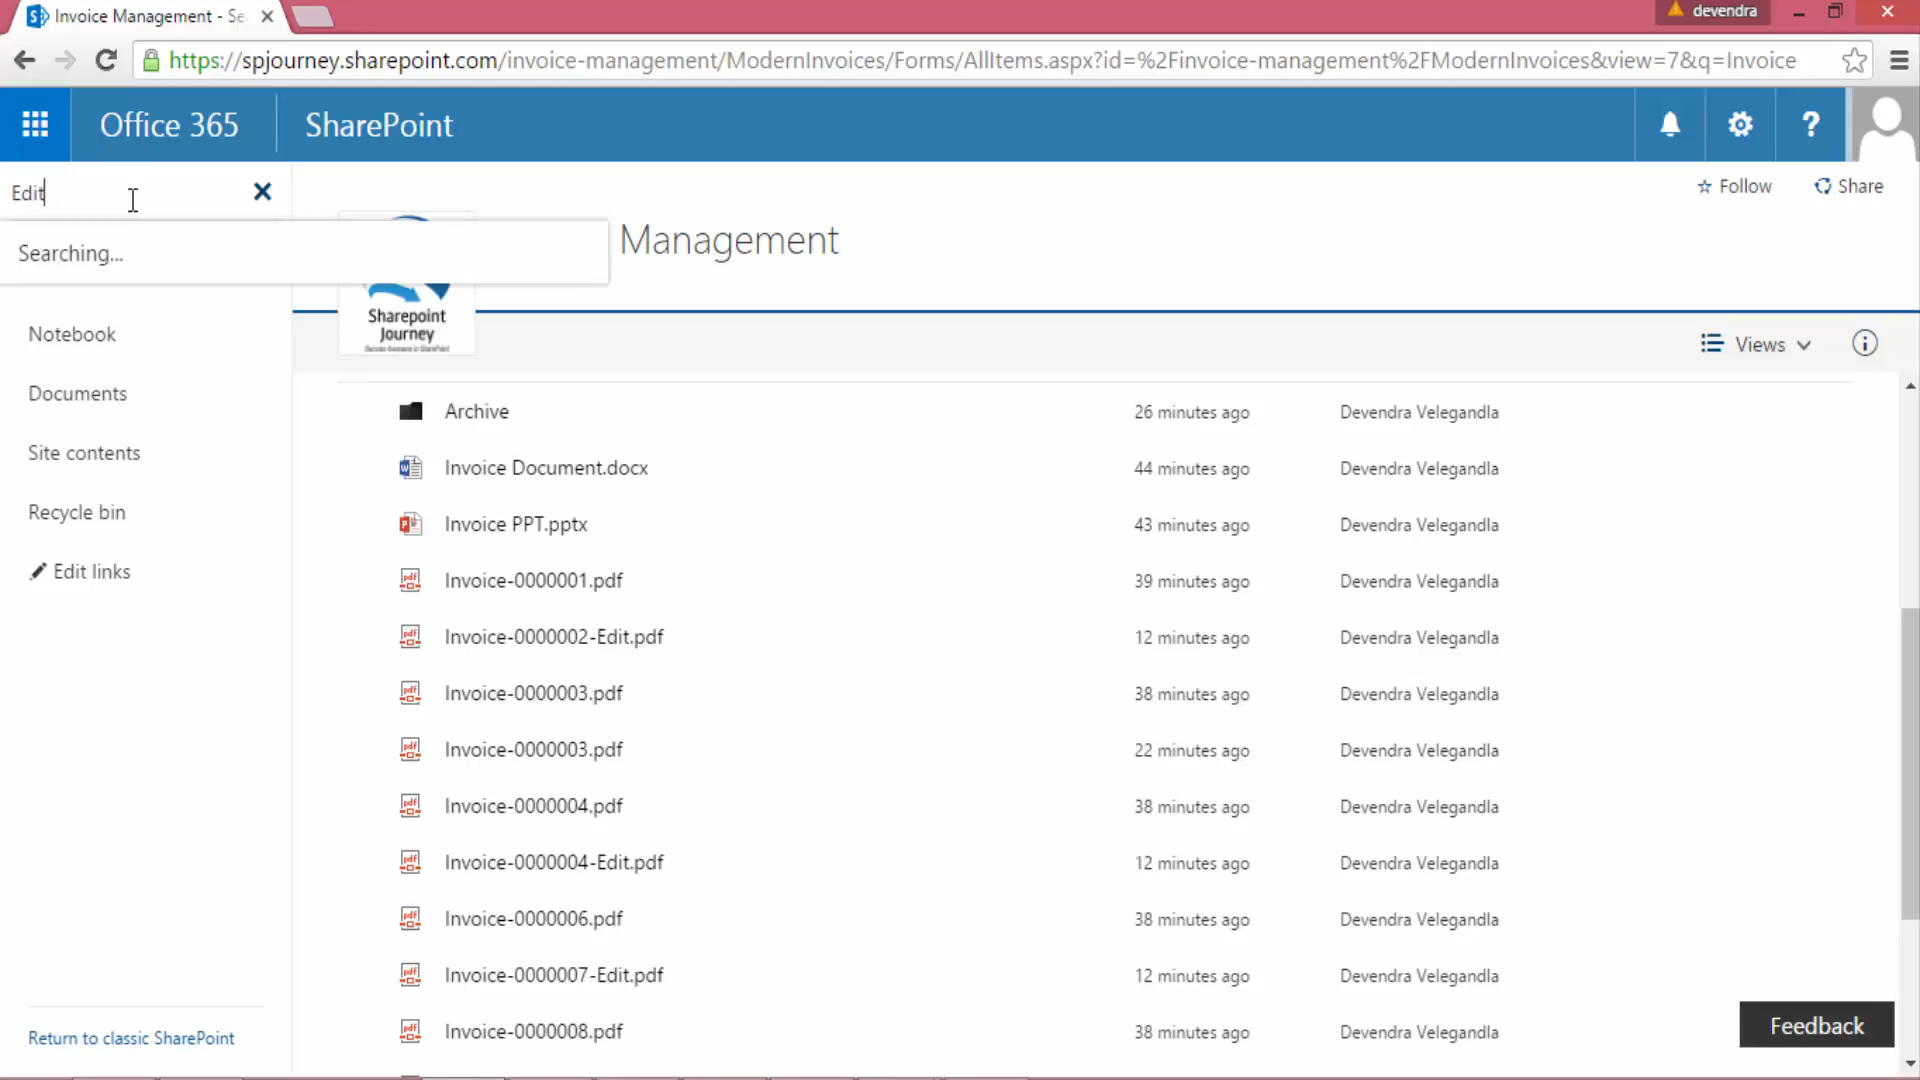 Invoice Management - Se
devendra
https://spjourney.sharepoint.com/invoice-management/ModernInvoices/Forms/AllItems.aspx?id=%2Finvoice-management%2FModernInvoices&view=7&q=Invoice
Office 365
SharePoint
Edit
Follow
Share
Searching...
Management
Sharepoint
Journey
Success Awesome in SharePoint
Views
Notebook
Documents
Site contents
Recycle bin
Edit links
Archive 26 minutes ago Devendra Velegandla
Invoice Document.docx 44 minutes ago Devendra Velegandla
Invoice PPT.pptx 43 minutes ago Devendra Velegandla
Invoice-0000001.pdf 39 minutes ago Devendra Velegandla
Invoice-0000002-Edit.pdf 12 minutes ago Devendra Velegandla
Invoice-0000003.pdf 38 minutes ago Devendra Velegandla
Invoice-0000003.pdf 22 minutes ago Devendra Velegandla
Invoice-0000004.pdf 38 minutes ago Devendra Velegandla
Invoice-0000004-Edit.pdf 12 minutes ago Devendra Velegandla
Invoice-0000006.pdf 38 minutes ago Devendra Velegandla
Invoice-0000007-Edit.pdf 12 minutes ago Devendra Velegandla
Invoice-0000008.pdf 38 minutes ago Devendra Velegandla
Return to classic SharePoint
Feedback